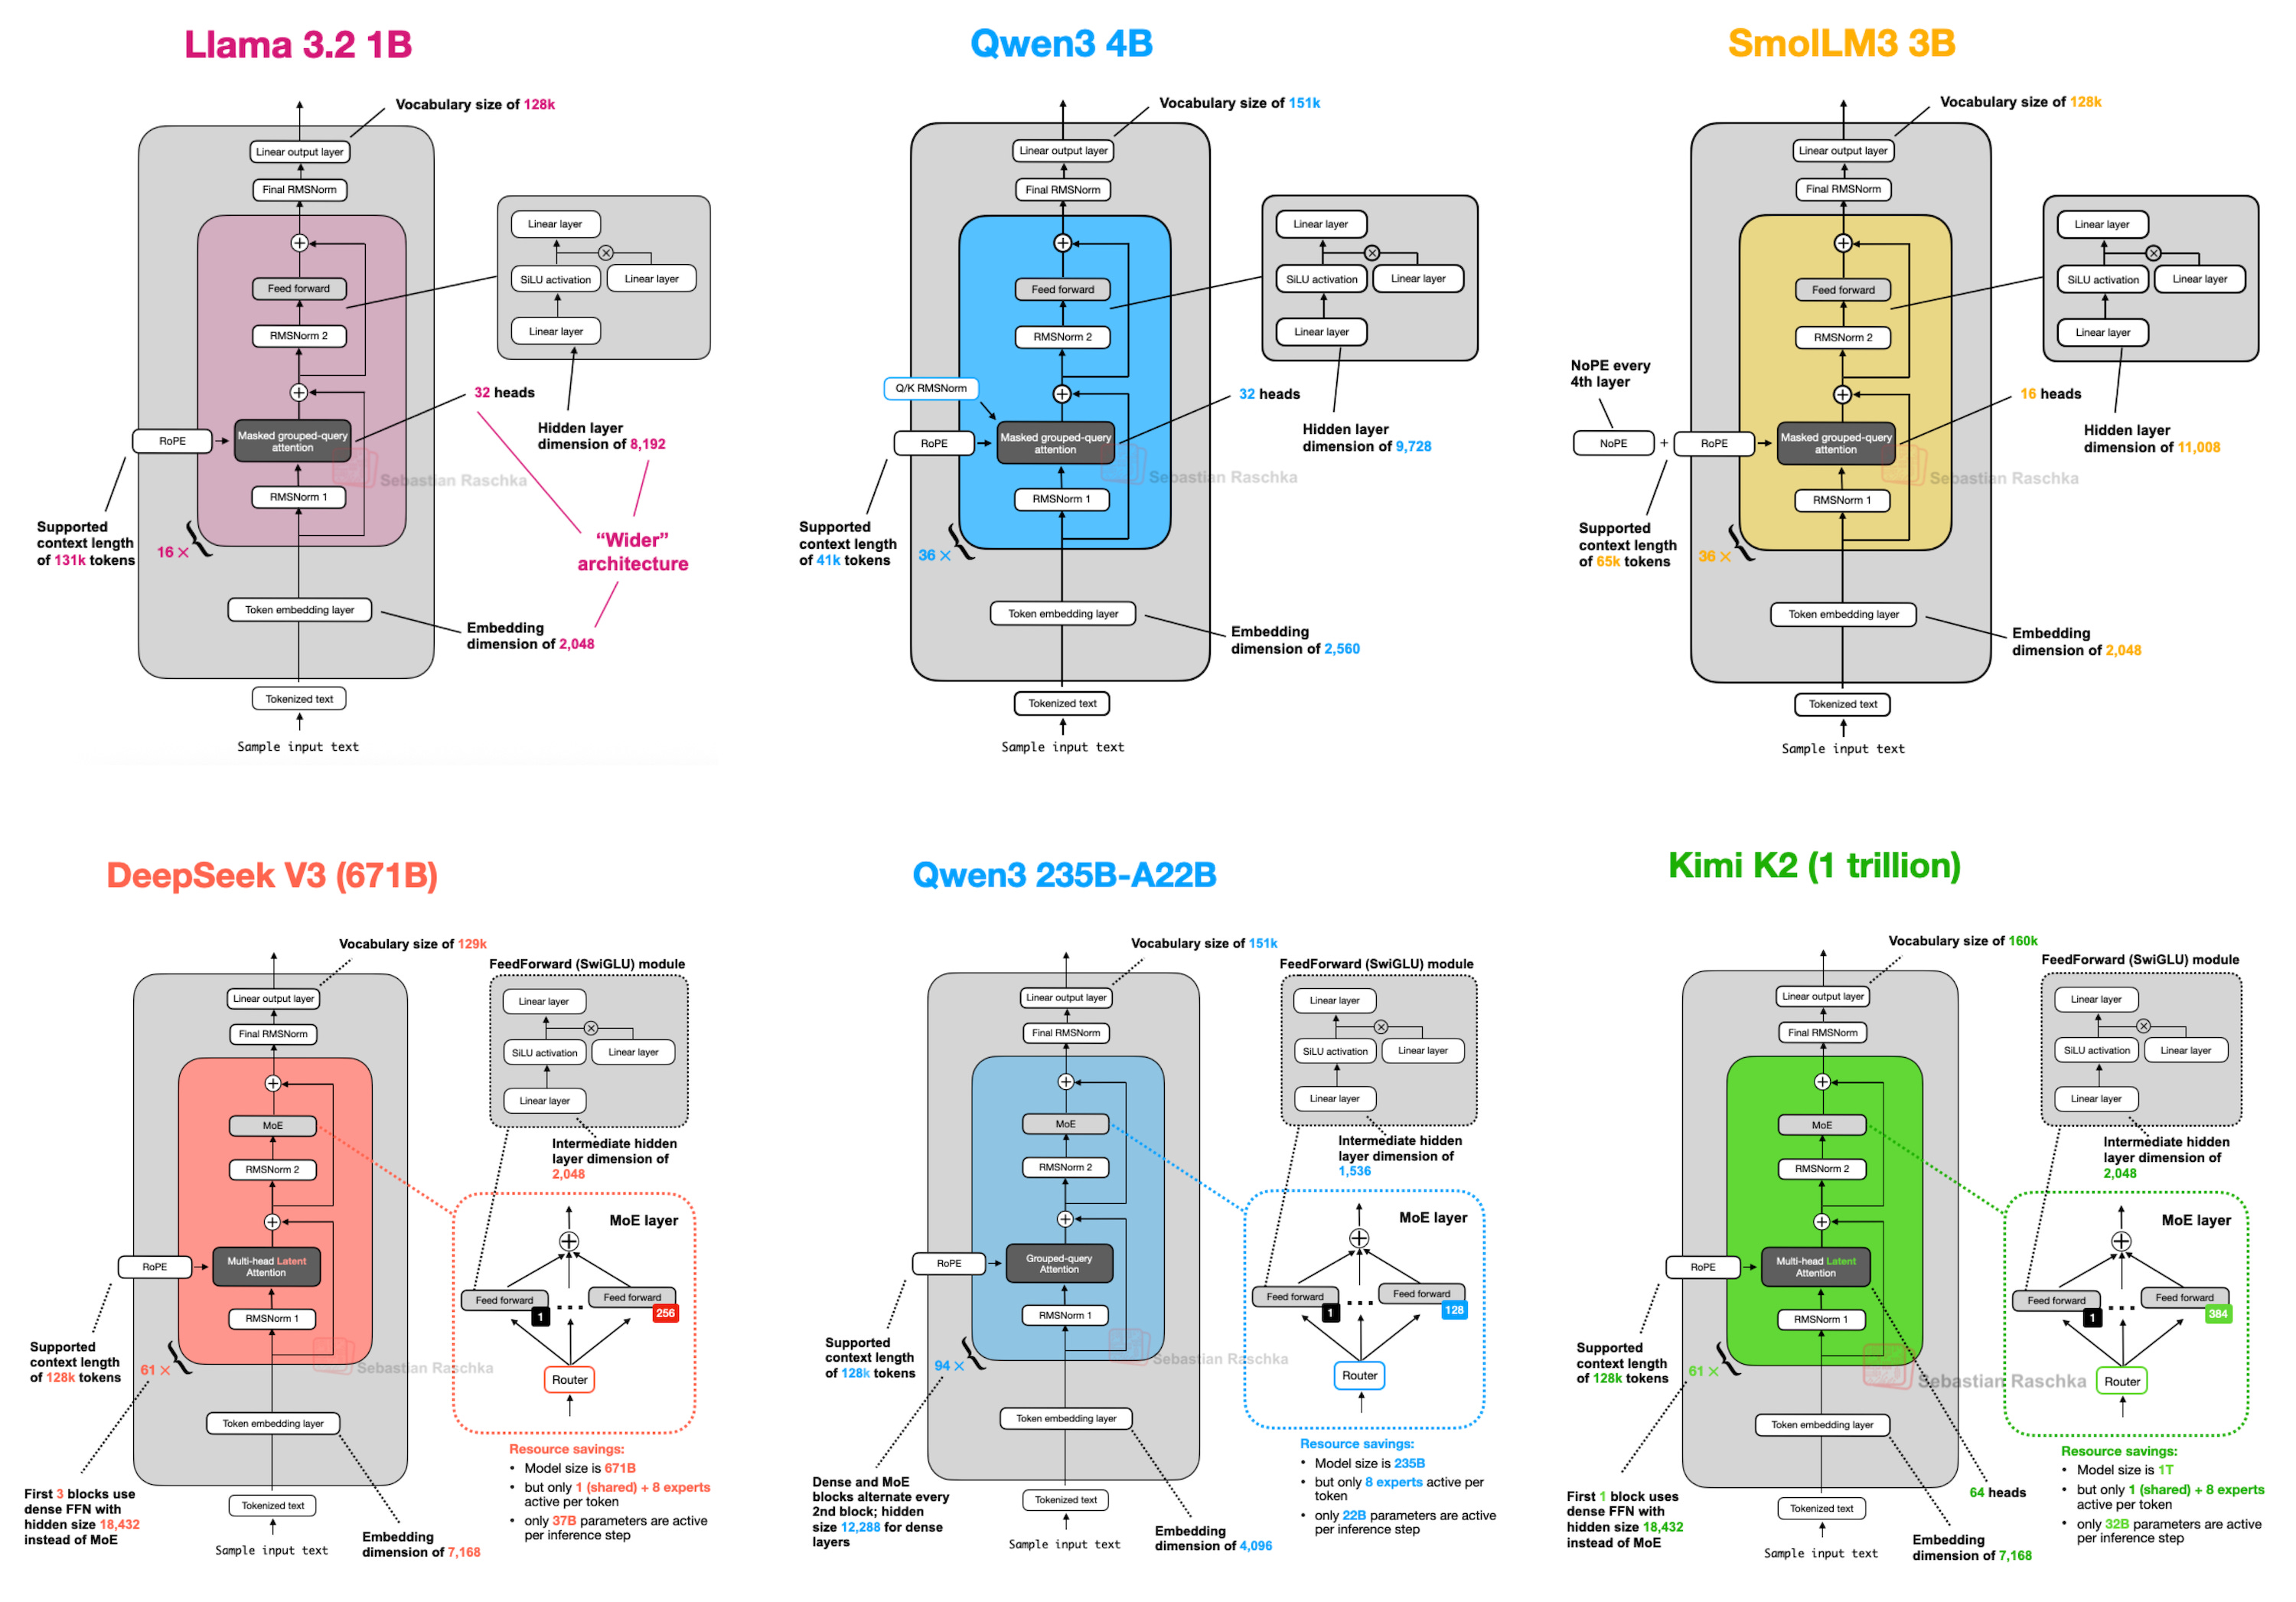 Llama 3.2 1B
Vocabulary size of 128k
Linear output layer
Final RMSNorm
Feed forward
RMSNorm 2
Masked grouped-query
attention
RoPE
RMSNorm 1
Linear layer
SiLU activation
Linear layer
Linear layer
32 heads
Hidden layer
dimension of 8,192
Supported
context length
of 131k tokens
16 ×
"Wider"
architecture
Token embedding layer
Embedding
dimension of 2,048
Tokenized text
Sample input text
Sebastian Raschka
Qwen3 4B
Vocabulary size of 151k
Linear output layer
Final RMSNorm
Feed forward
RMSNorm 2
Q/K RMSNorm
Masked grouped-query
attention
RoPE
RMSNorm 1
Linear layer
SiLU activation
Linear layer
Linear layer
32 heads
Hidden layer
dimension of 9,728
Supported
context length
of 41k tokens
36 ×
Token embedding layer
Embedding
dimension of 2,560
Tokenized text
Sample input text
Sebastian Raschka
SmolLM3 3B
Vocabulary size of 128k
Linear output layer
Final RMSNorm
Feed forward
RMSNorm 2
NoPE every
4th layer
NoPE
+
RoPE
Masked grouped-query
attention
RMSNorm 1
Linear layer
SiLU activation
Linear layer
Linear layer
16 heads
Hidden layer
dimension of 11,008
Supported
context length
of 65k tokens
36 ×
Token embedding layer
Embedding
dimension of 2,048
Tokenized text
Sample input text
Sebastian Raschka
DeepSeek V3 (671B)
Vocabulary size of 129k
Linear output layer
Final RMSNorm
MoE
RMSNorm 2
RoPE
Multi-head Latent
Attention
RMSNorm 1
FeedForward (SwiGLU) module
Linear layer
SiLU activation
Linear layer
Linear layer
Intermediate hidden
layer dimension of
2,048
MoE layer
Feed forward
1
...
Feed forward
256
Router
Supported
context length
of 128k tokens
61 ×
Token embedding layer
First 3 blocks use
dense FFN with
hidden size 18,432
instead of MoE
Tokenized text
Sample input text
Embedding
dimension of 7,168
Resource savings:
• Model size is 671B
• but only 1 (shared) + 8 experts
active per token
• only 37B parameters are active
per inference step
Sebastian Raschka
Qwen3 235B-A22B
Vocabulary size of 151k
Linear output layer
Final RMSNorm
MoE
RMSNorm 2
RoPE
Grouped-query
Attention
RMSNorm 1
FeedForward (SwiGLU) module
Linear layer
SiLU activation
Linear layer
Linear layer
Intermediate hidden
layer dimension of
1,536
MoE layer
Feed forward
1
...
Feed forward
128
Router
Supported
context length
of 128k tokens
94 ×
Token embedding layer
Dense and MoE
blocks alternate every
2nd block; hidden
size 12,288 for dense
layers
Tokenized text
Sample input text
Embedding
dimension of 4,096
Resource savings:
• Model size is 235B
• but only 8 experts active per
token
• only 22B parameters are active
per inference step
Sebastian Raschka
Kimi K2 (1 trillion)
Vocabulary size of 160k
Linear output layer
Final RMSNorm
MoE
RMSNorm 2
RoPE
Multi-head Latent
Attention
RMSNorm 1
FeedForward (SwiGLU) module
Linear layer
SiLU activation
Linear layer
Linear layer
Intermediate hidden
layer dimension of
2,048
MoE layer
Feed forward
1
...
Feed forward
384
Router
Supported
context length
of 128k tokens
61 ×
Token embedding layer
First 1 block uses
dense FFN with
hidden size 18,432
instead of MoE
Tokenized text
Sample input text
64 heads
Embedding
dimension of 7,168
Resource savings:
• Model size is 1T
• but only 1 (shared) + 8 experts
active per token
• only 32B parameters are active
per inference step
Sebastian Raschka